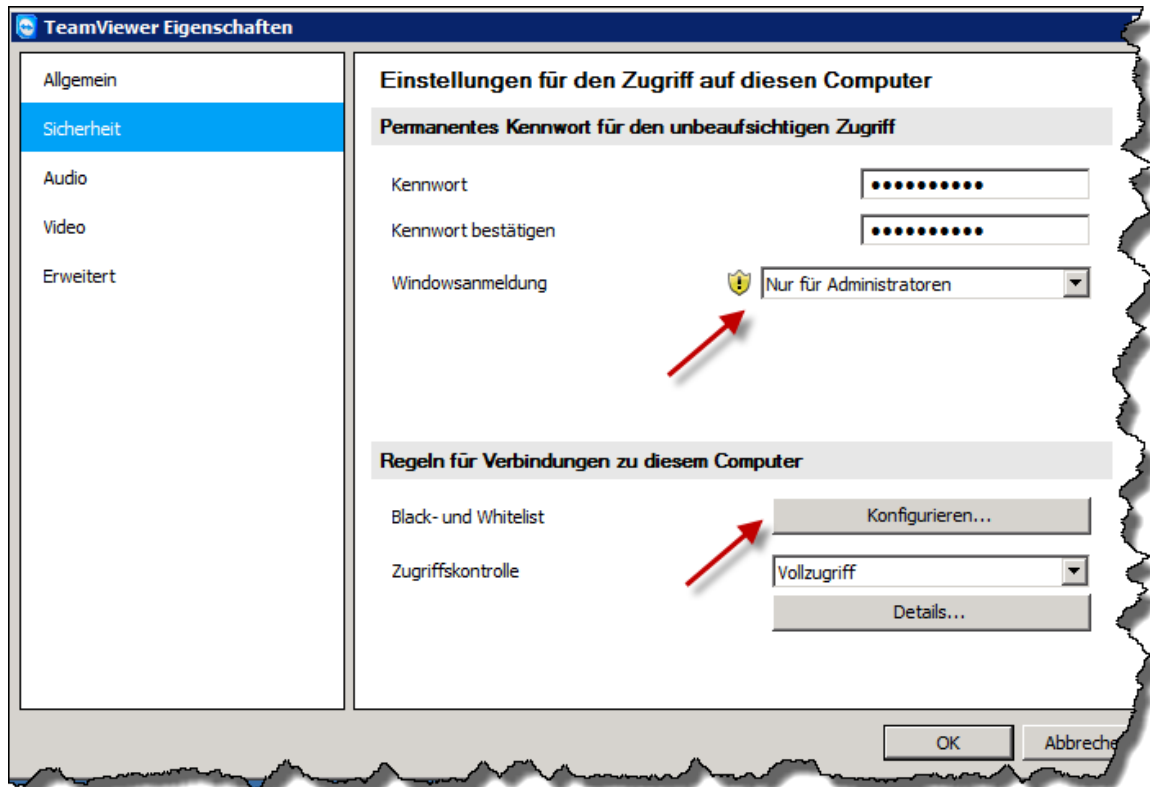 TeamViewer Eigenschaften
Allgemein
Sicherheit
Audio
Video
Erweitert
Einstellungen für den Zugriff auf diesen Computer
Permanentes Kennwort für den unbeaufsichtigen Zugriff
Kennwort ••••••••••
Kennwort bestätigen ••••••••••
Windowsanmeldung Nur für Administratoren
Regeln für Verbindungen zu diesem Computer
Black- und Whitelist Konfigurieren...
Zugriffskontrolle Vollzugriff
Details...
OK Abbreche